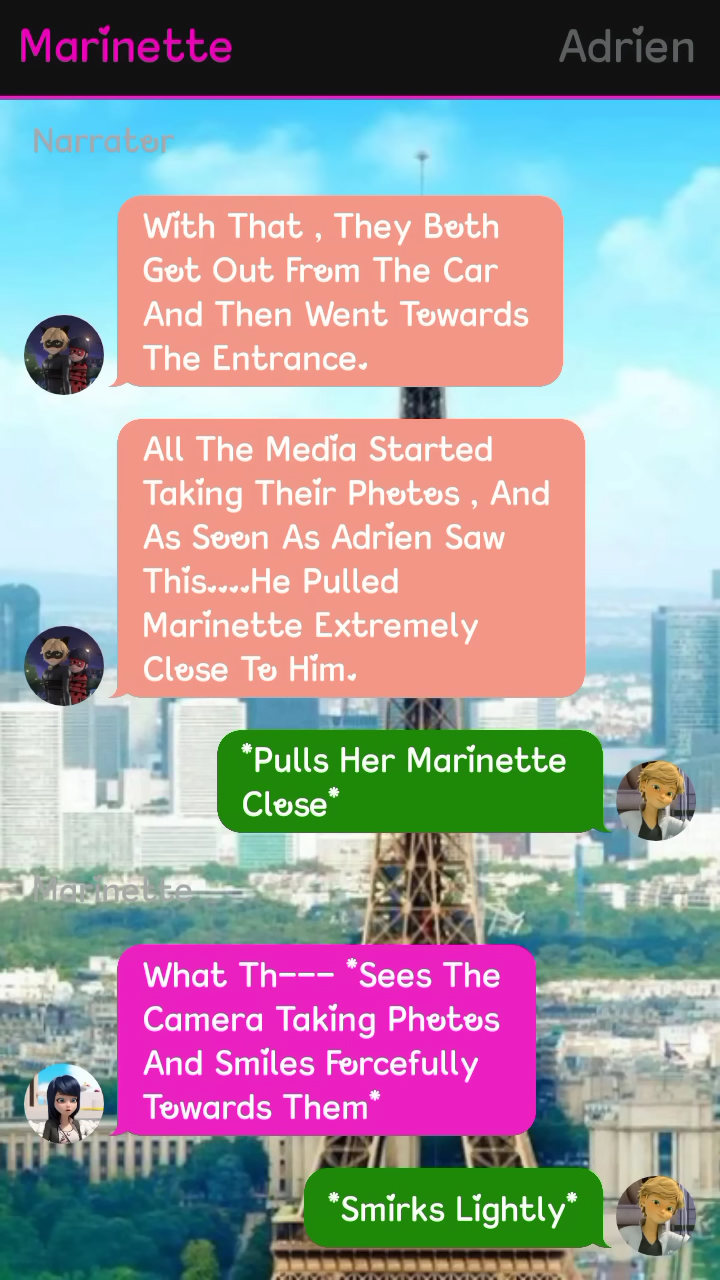 Marinette Adrien
Narrator
With That , They Both
Got Out From The Car
And Then Went Towards
The Entrance.
All The Media Started
Taking Their Photos , And
As Soon As Adrien Saw
This....He Pulled
Marinette Extremely
Close To Him.
*Pulls Her Marinette
Close*
Marinette
What Th--- *Sees The
Camera Taking Photos
And Smiles Forcefully
Towards Them*
*Smirks Lightly*